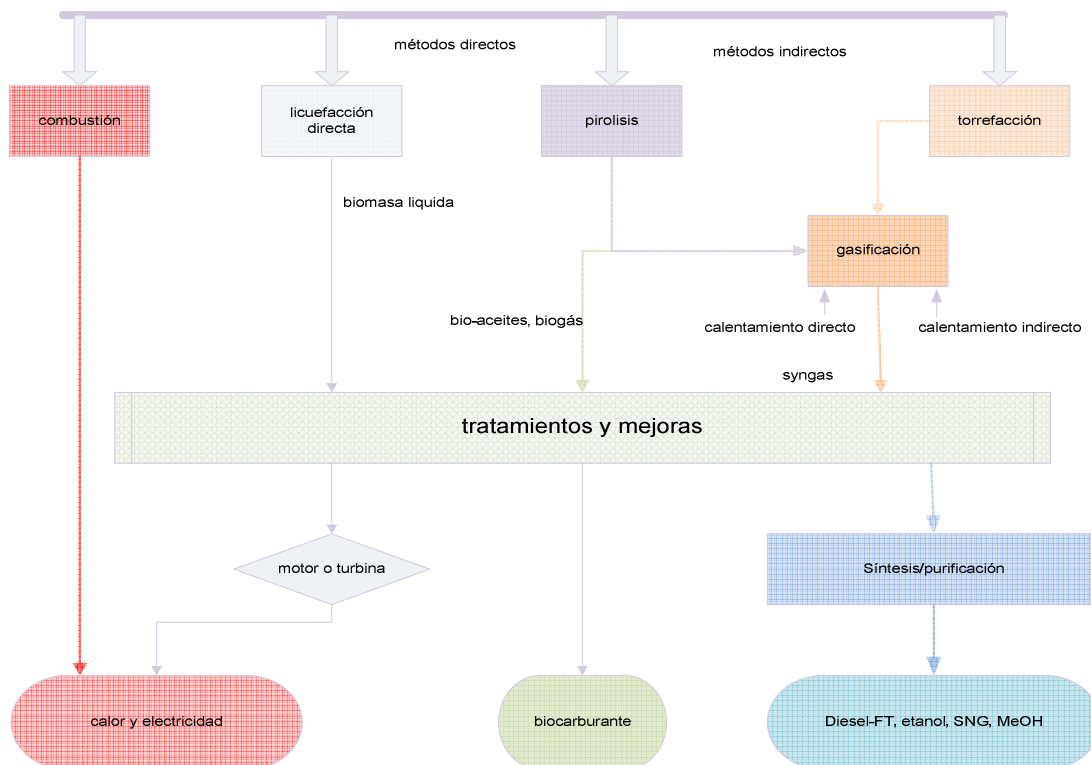 métodos directos
métodos indirectos
combustión
licuefacción
directa
pirolisis
torrefacción
biomasa liquida
gasificación
bio-aceites, biogás
calentamiento directo
calentamiento indirecto
syngas
tratamientos y mejoras
motor o turbina
Síntesis/purificación
calor y electricidad
biocarburante
Diesel-FT, etanol, SNG, MeOH